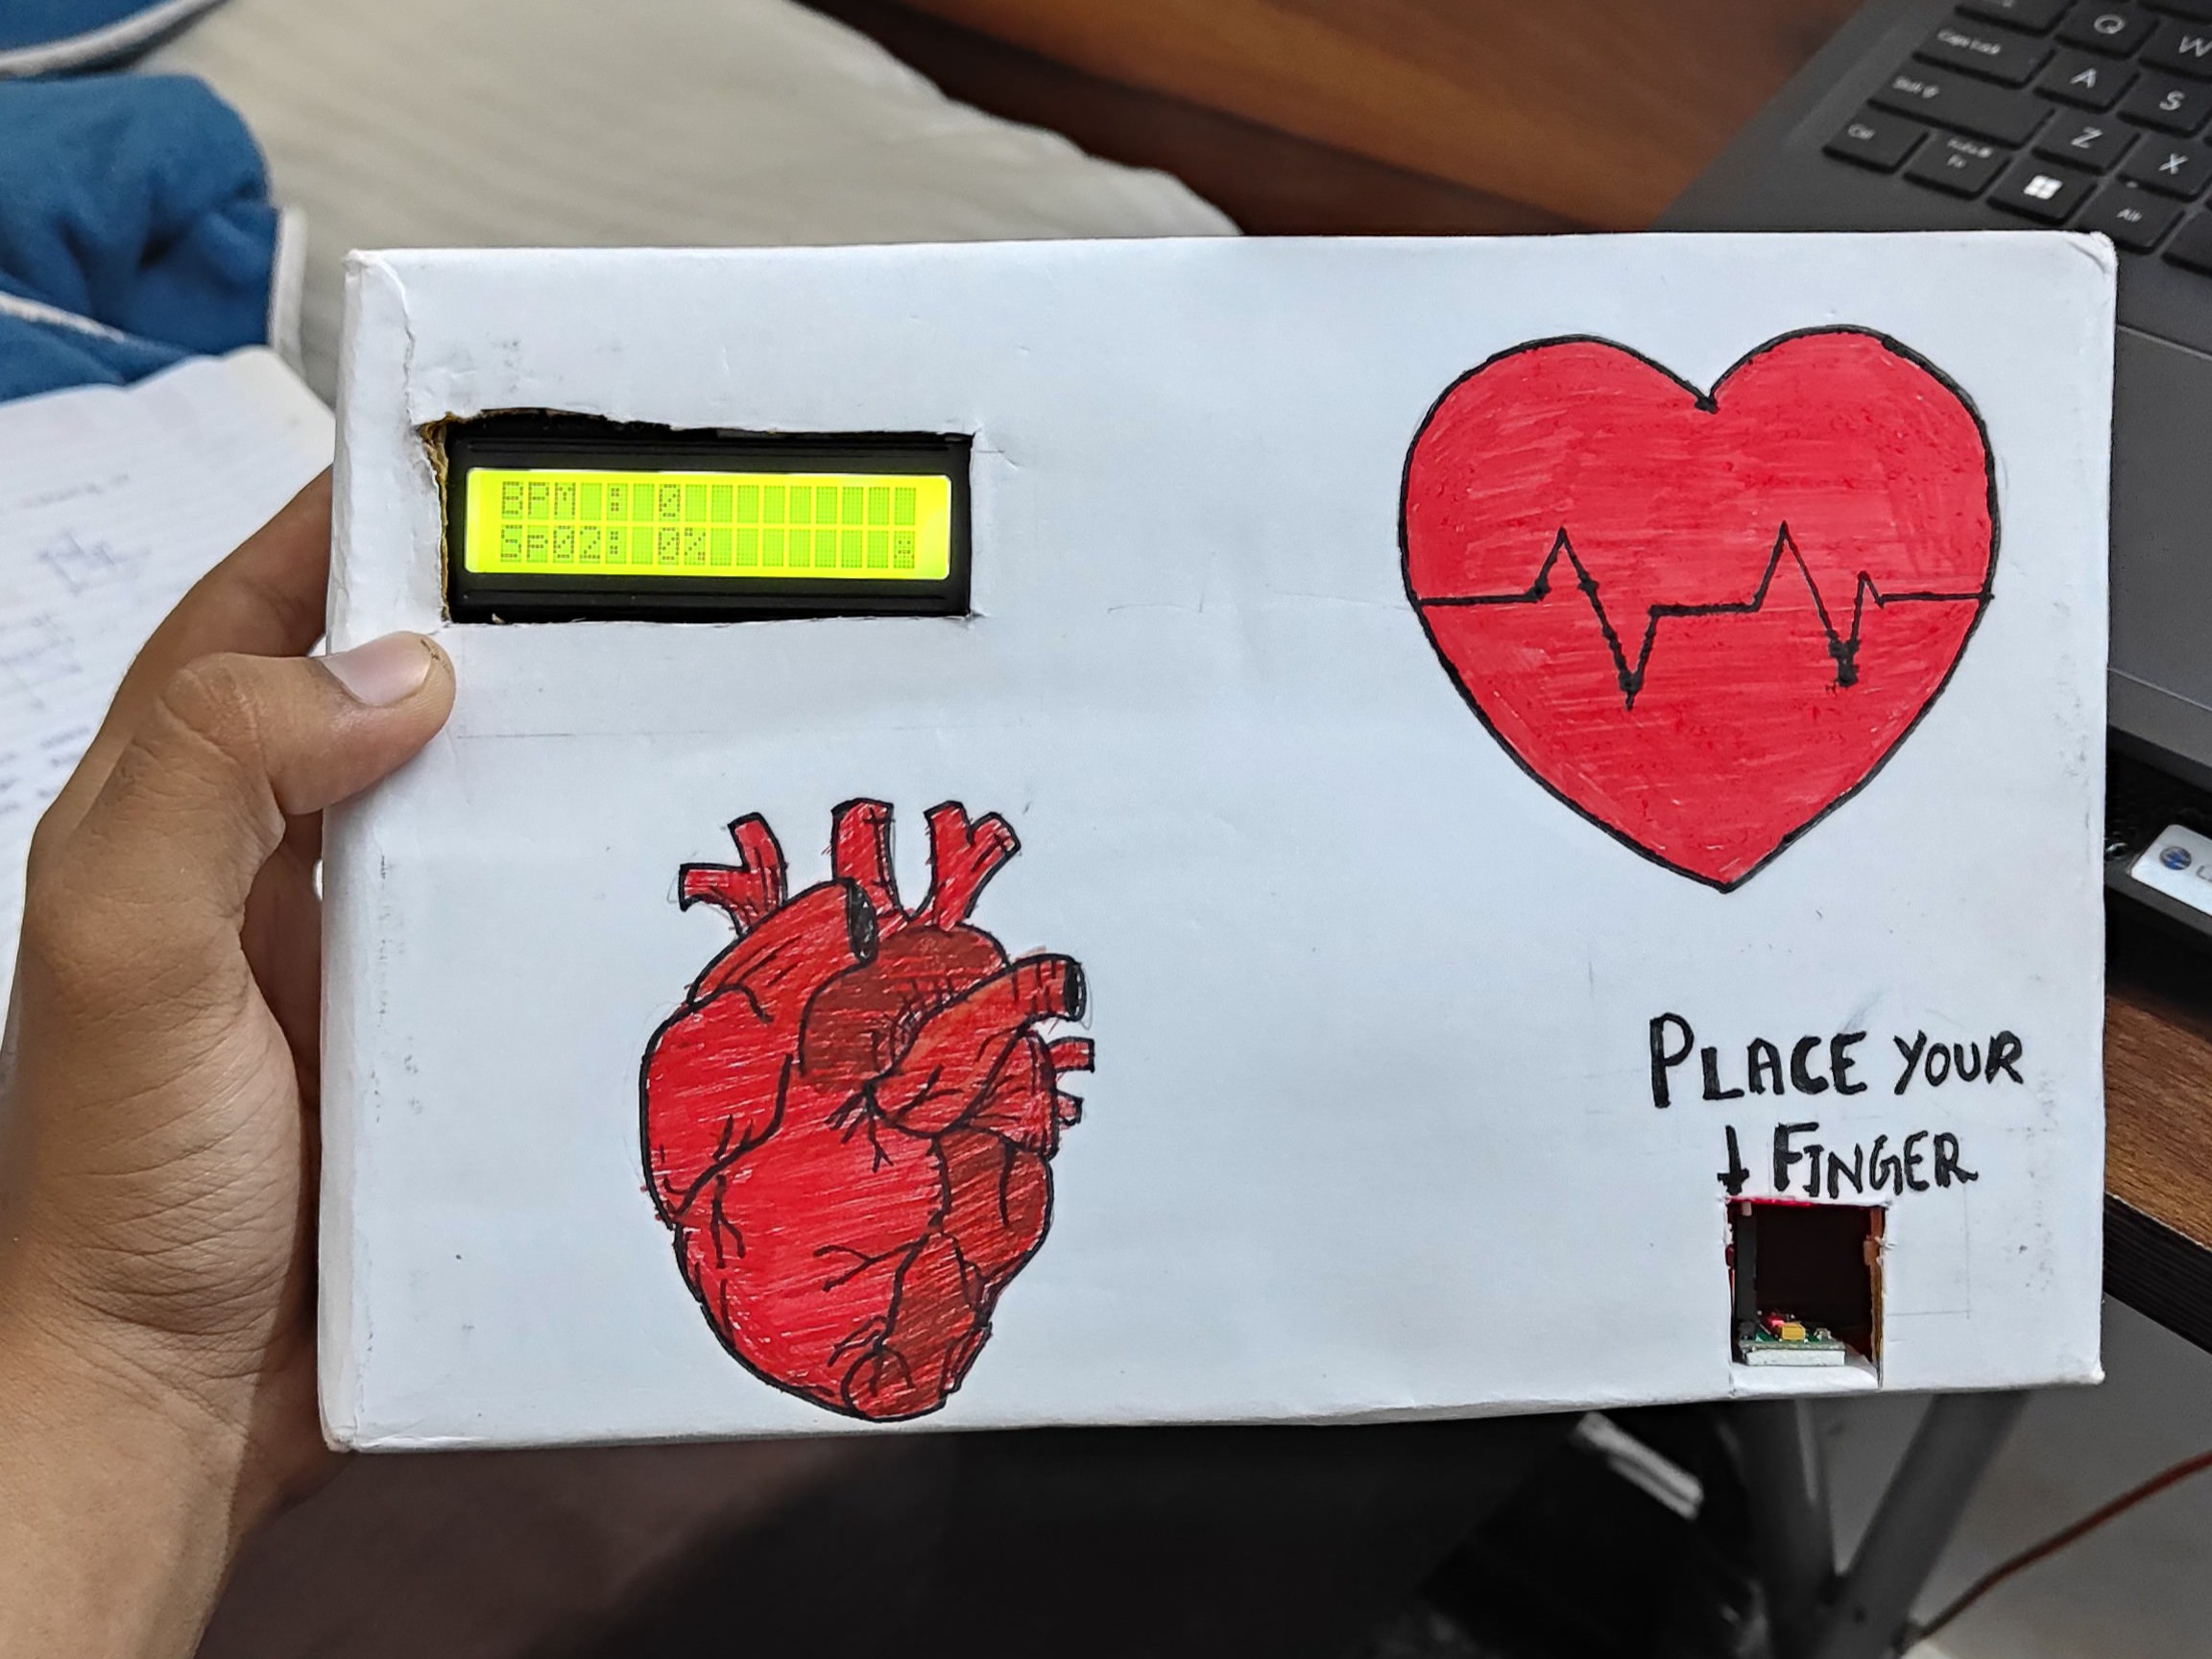 BPM : 0
SPO2: 0%
PLACE YOUR
FINGER
Q W
Caps Lock A S
Shift Z X
Ctrl Fn Alt